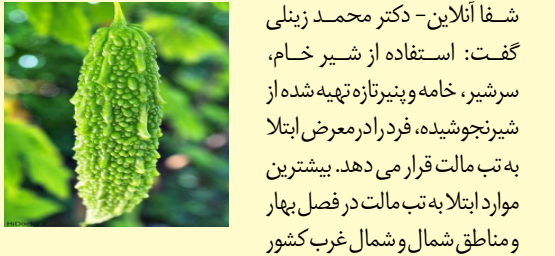 شفا آنلاین- دکتر محمد زینلی
گفت: استفاده از شیر خام،
سرشیر، خامه و پنیر تازه تهیه شده از
شیر نجوشیده، فرد را در معرض ابتلا
به تب مالت قرار می دهد. بیشترین
موارد ابتلا به تب مالت در فصل بهار
و مناطق شمال و شمال غرب کشور